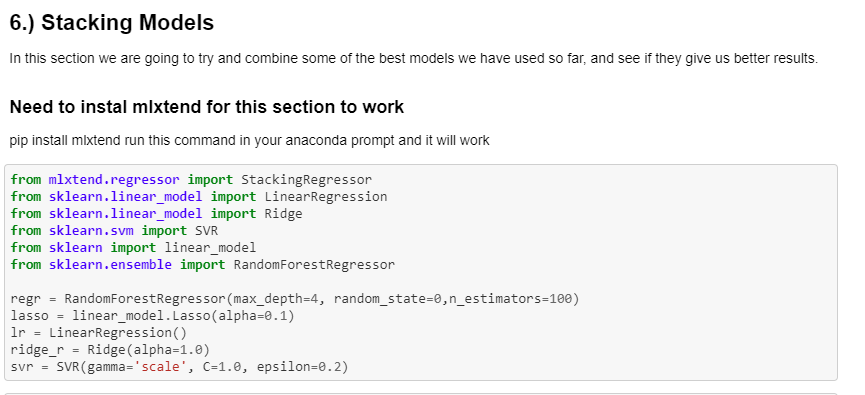 6.) Stacking Models
In this section we are going to try and combine some of the best models we have used so far, and see if they give us better results.
Need to instal mlxtend for this section to work
pip install mlxtend run this command in your anaconda prompt and it will work
from mlxtend.regressor import StackingRegressor
from sklearn.linear_model import LinearRegression
from sklearn.linear_model import Ridge
from sklearn.svm import SVR
from sklearn import linear_model
from sklearn.ensemble import RandomForestRegressor
regr = RandomForestRegressor(max_depth=4, random_state=0,n_estimators=100)
lasso = linear_model.Lasso(alpha=0.1)
lr = LinearRegression()
ridge_r = Ridge(alpha=1.0)
svr = SVR(gamma='scale', C=1.0, epsilon=0.2)